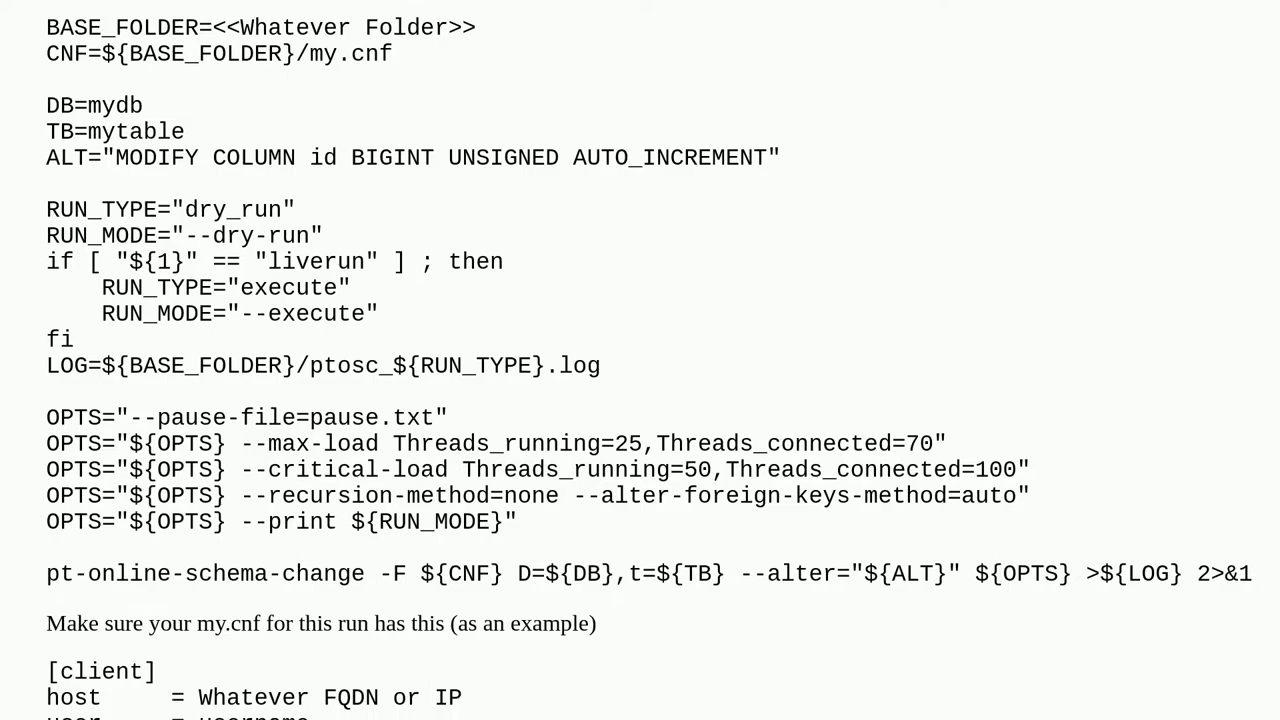 BASE_FOLDER=<<Whatever Folder>>
CNF=${BASE_FOLDER}/my.cnf
DB=mydb
TB=mytable
ALT="MODIFY COLUMN id BIGINT UNSIGNED AUTO_INCREMENT"
RUN_TYPE="dry_run"
RUN_MODE="--dry-run"
if [ "${1}" == "liverun" ] ; then
    RUN_TYPE="execute"
    RUN_MODE="--execute"
fi
LOG=${BASE_FOLDER}/ptosc_${RUN_TYPE}.log
OPTS="--pause-file=pause.txt"
OPTS="${OPTS} --max-load Threads_running=25,Threads_connected=70"
OPTS="${OPTS} --critical-load Threads_running=50,Threads_connected=100"
OPTS="${OPTS} --recursion-method=none --alter-foreign-keys-method=auto"
OPTS="${OPTS} --print ${RUN_MODE}"
pt-online-schema-change -F ${CNF} D=${DB},t=${TB} --alter="${ALT}" ${OPTS} >${LOG} 2>&1
Make sure your my.cnf for this run has this (as an example)
[client]
host     = Whatever FQDN or IP